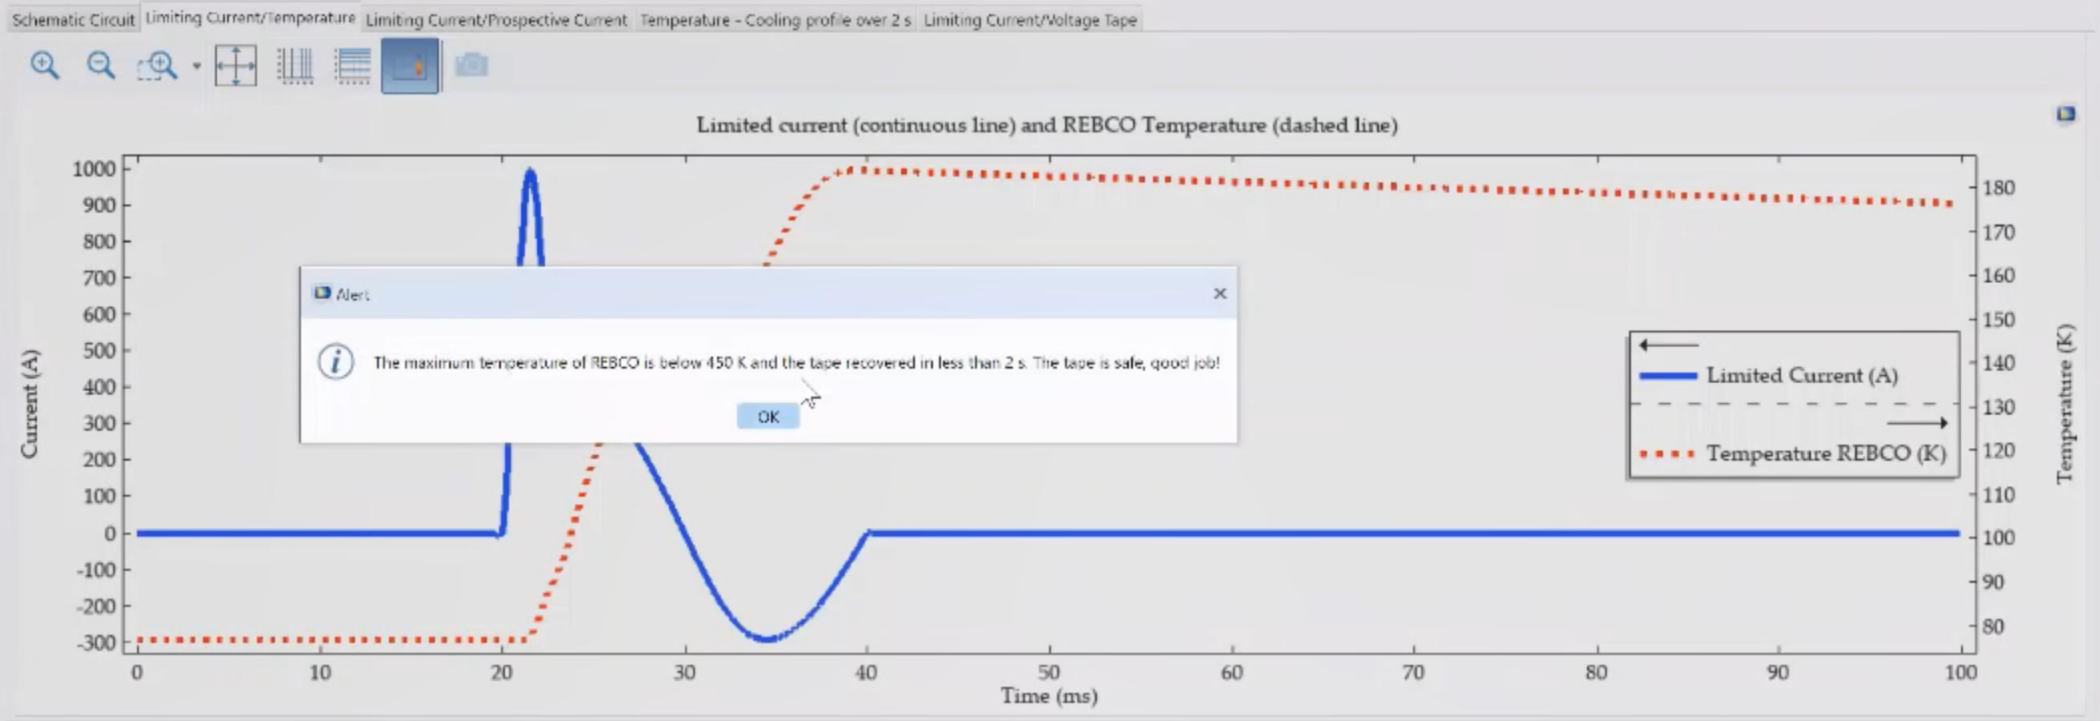 Schematic Circuit Limiting Current/Temperature Limiting Current/Prospective Current Temperature - Cooling profile over 2 s Limiting Current/Voltage Tape
Limited current (continuous line) and REBCO Temperature (dashed line)
1000
900
800
700
600
500
400
300
200
100
0
-100
-200
-300
Current (A)
Alert
The maximum temperature of REBCO is below 450 K and the tape recovered in less than 2 s. The tape is safe, good job!
OK
Limited Current (A)
Temperature REBCO (K)
180
170
160
150
140
130
120
110
100
90
80
Temperature (K)
0 10 20 30 40 50 60 70 80 90 100
Time (ms)